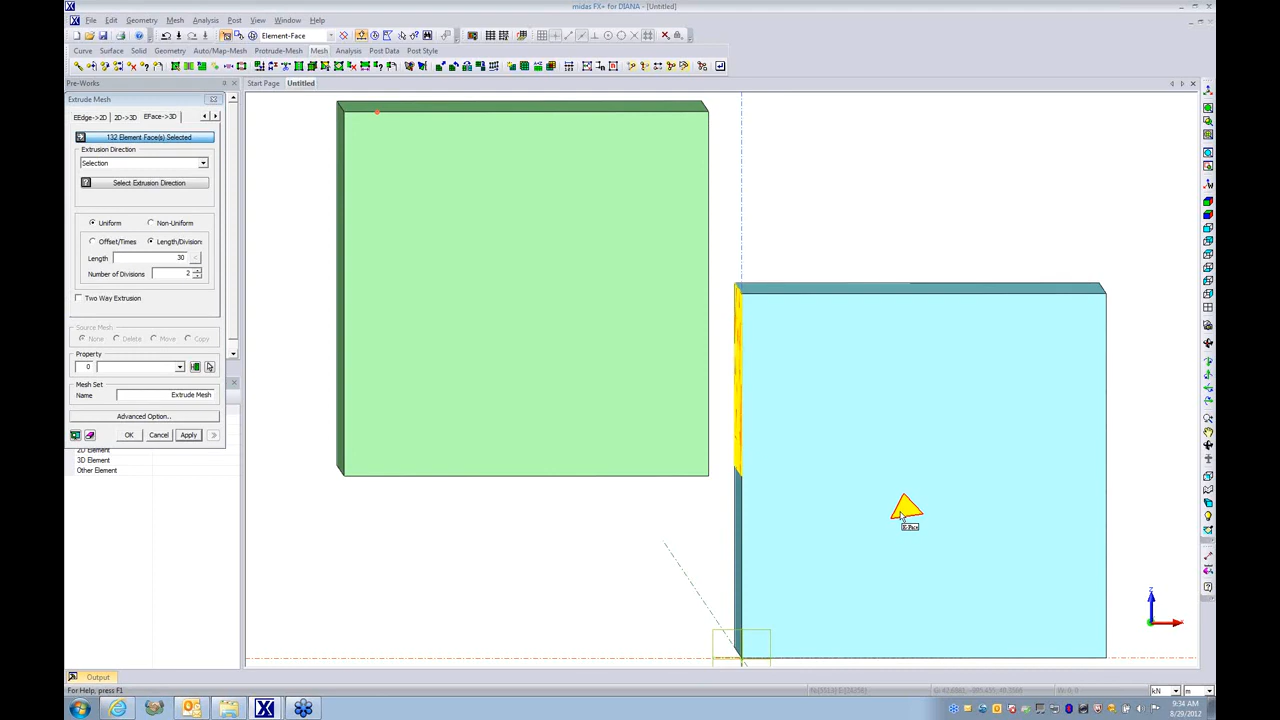 midas FX+ for DIANA - [Untitled]
File Edit Geometry Mesh Analysis Post View Window Help
Element-Face
Curve Surface Solid Geometry Auto/Map-Mesh Protrude-Mesh Mesh Analysis Post Data Post Style
Pre-Works
Start Page Untitled
Extrude Mesh
EEdge->2D 2D->3D EFace->3D
132 Element Face(s) Selected
Extrusion Direction
Selection
Select Extrusion Direction
Uniform Non-Uniform
Offset/Times Length/Division
Length 30 <
Number of Divisions 2
Two Way Extrusion
Source Mesh
None Delete Move Copy
Property
0
Mesh Set
Name Extrude Mesh
Advanced Option..
OK Cancel Apply >>
2D Element
3D Element
Other Element
E-Face
Z
Output
For Help, press F1
kN m
9:34 AM
8/29/2012